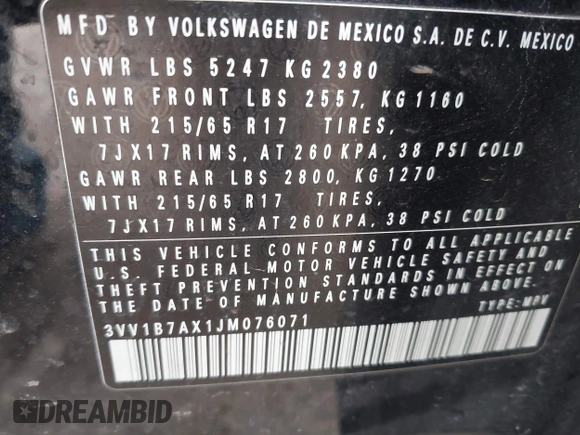 MFD BY VOLKSWAGEN DE MEXICO S.A. DE C.V. MEXICO
GVWR LBS 5247 KG 2380
GAWR FRONT LBS 2557, KG 1160
WITH 215/65 R17 TIRES,
7JX17 RIMS, AT 260 KPA, 38 PSI COLD
GAWR REAR LBS 2800, KG 1270
WITH 215/65 R17 TIRES,
7JX17 RIMS, AT 260 KPA, 38 PSI COLD
THIS VEHICLE CONFORMS TO ALL APPLICABLE
U.S. FEDERAL MOTOR VEHICLE SAFETY AND
THEFT PREVENTION STANDARDS IN EFFECT ON
THE DATE OF MANUFACTURE SHOWN ABOVE.
3VV1B7AX1JM076071 TYPE: MPV
DREAMBID